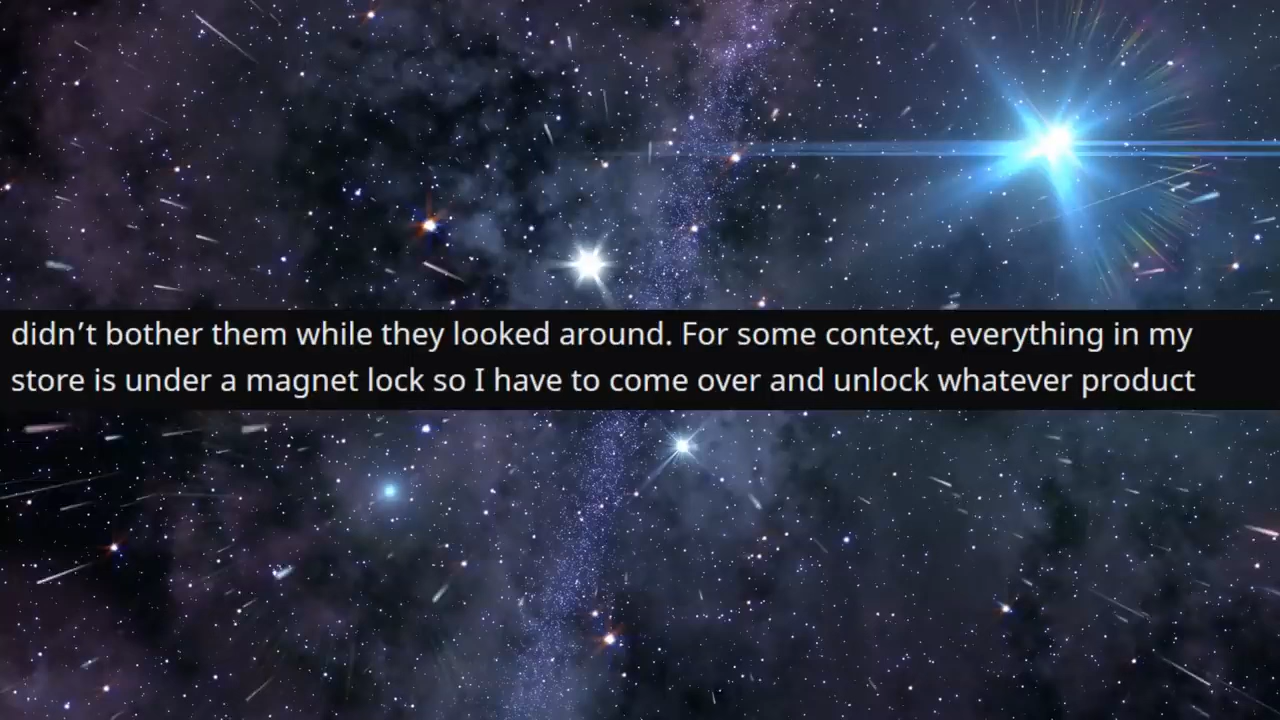 didn’t bother them while they looked around. For some context, everything in my
store is under a magnet lock so I have to come over and unlock whatever product